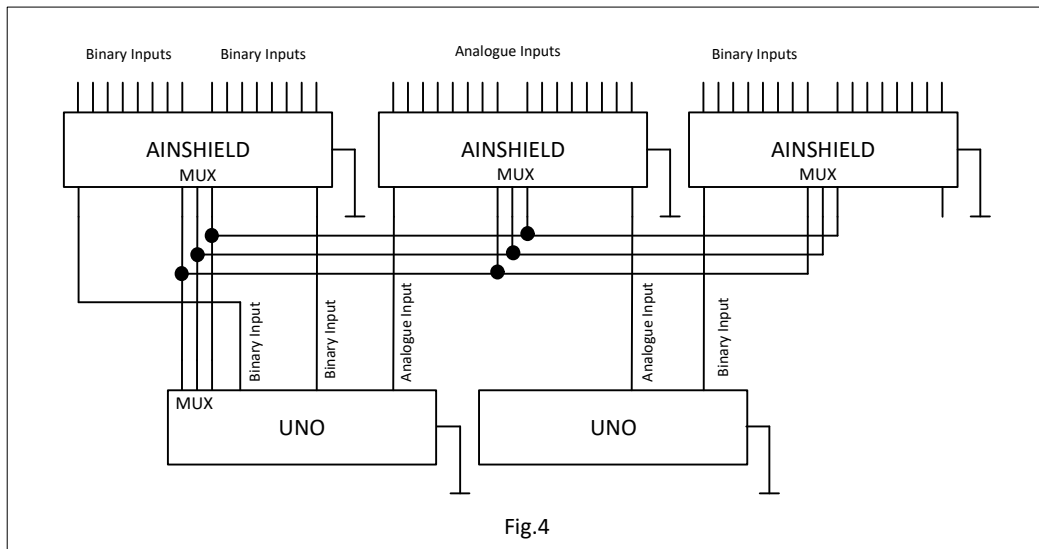 Binary Inputs
Binary Inputs
Analogue Inputs
Binary Inputs
AINSHIELD
MUX
AINSHIELD
MUX
AINSHIELD
MUX
Binary Input
Binary Input
Analogue Input
Analogue Input
Binary Input
MUX
UNO
UNO
Fig.4